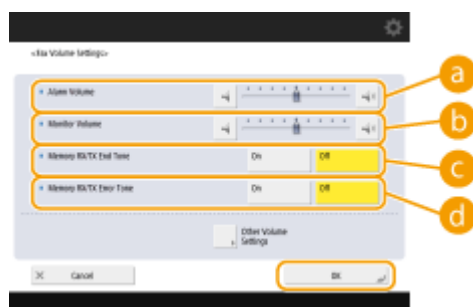 <Fax Volume Settings>
Alarm Volume
a
Monitor Volume
b
Memory RX/TX End Tone
On
Off
c
Memory RX/TX Error Tone
On
Off
d
Other Volume
Settings
Cancel
OK